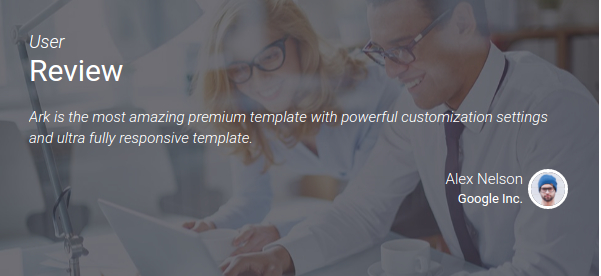 User
Review
Ark is the most amazing premium template with powerful customization settings
and ultra fully responsive template.
Alex Nelson
Google Inc.